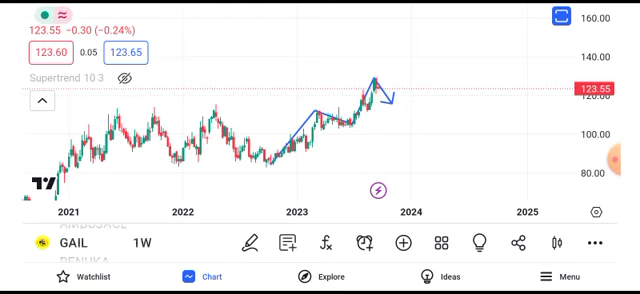 160.00
123.55 −0.30 (−0.24%)
123.60 0.05 123.65
140.00
Supertrend 10 3
123.55
120.00
100.00
80.00
2021 2022 2023 2024 2025
AMBUJACE
GAIL 1W
RENUKA
Watchlist Chart Explore Ideas Menu